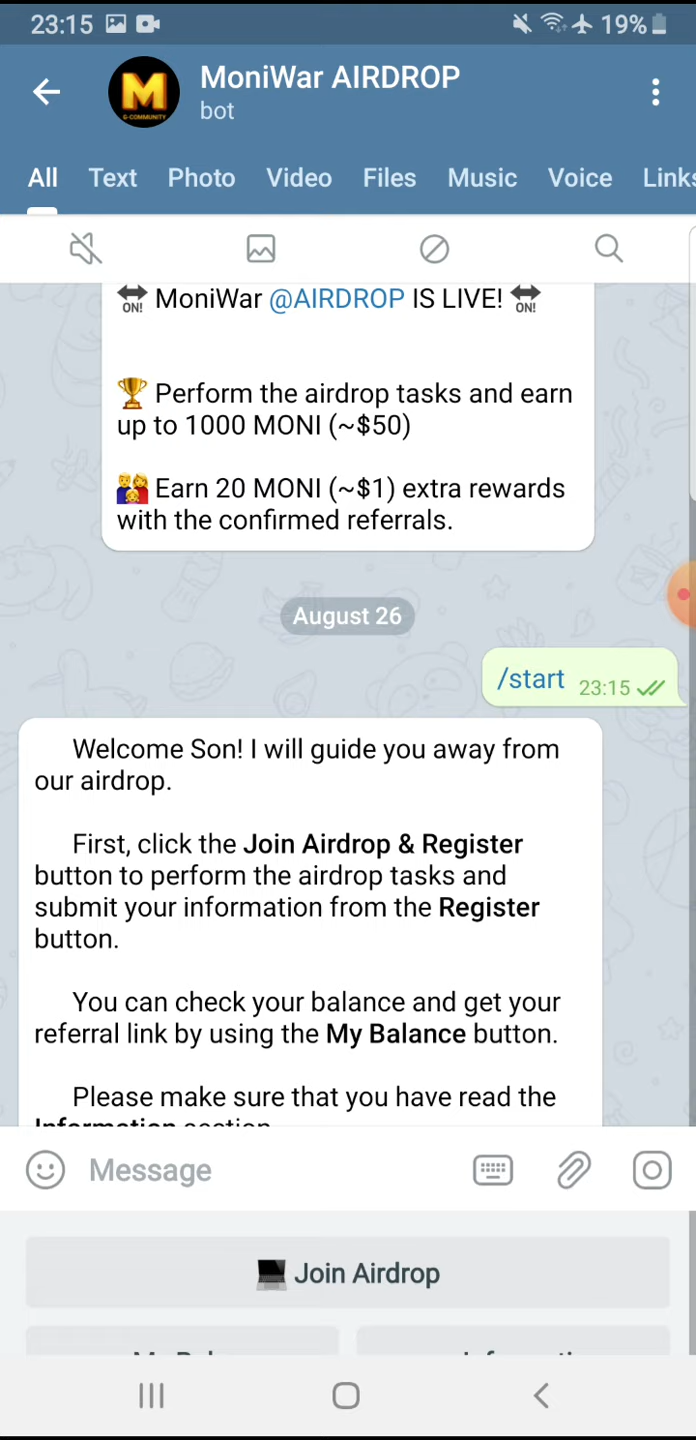 23:15
19%
M
G-COMMUNITY
MoniWar AIRDROP
bot
All Text Photo Video Files Music Voice Links
MoniWar @AIRDROP IS LIVE!
ON! ON!
🏆 Perform the airdrop tasks and earn
up to 1000 MONI (~$50)
👨‍👩‍👦 Earn 20 MONI (~$1) extra rewards
with the confirmed referrals.
August 26
/start 23:15
Welcome Son! I will guide you away from
our airdrop.
First, click the Join Airdrop & Register
button to perform the airdrop tasks and
submit your information from the Register
button.
You can check your balance and get your
referral link by using the My Balance button.
Please make sure that you have read the
Information section
Message
💻 Join Airdrop